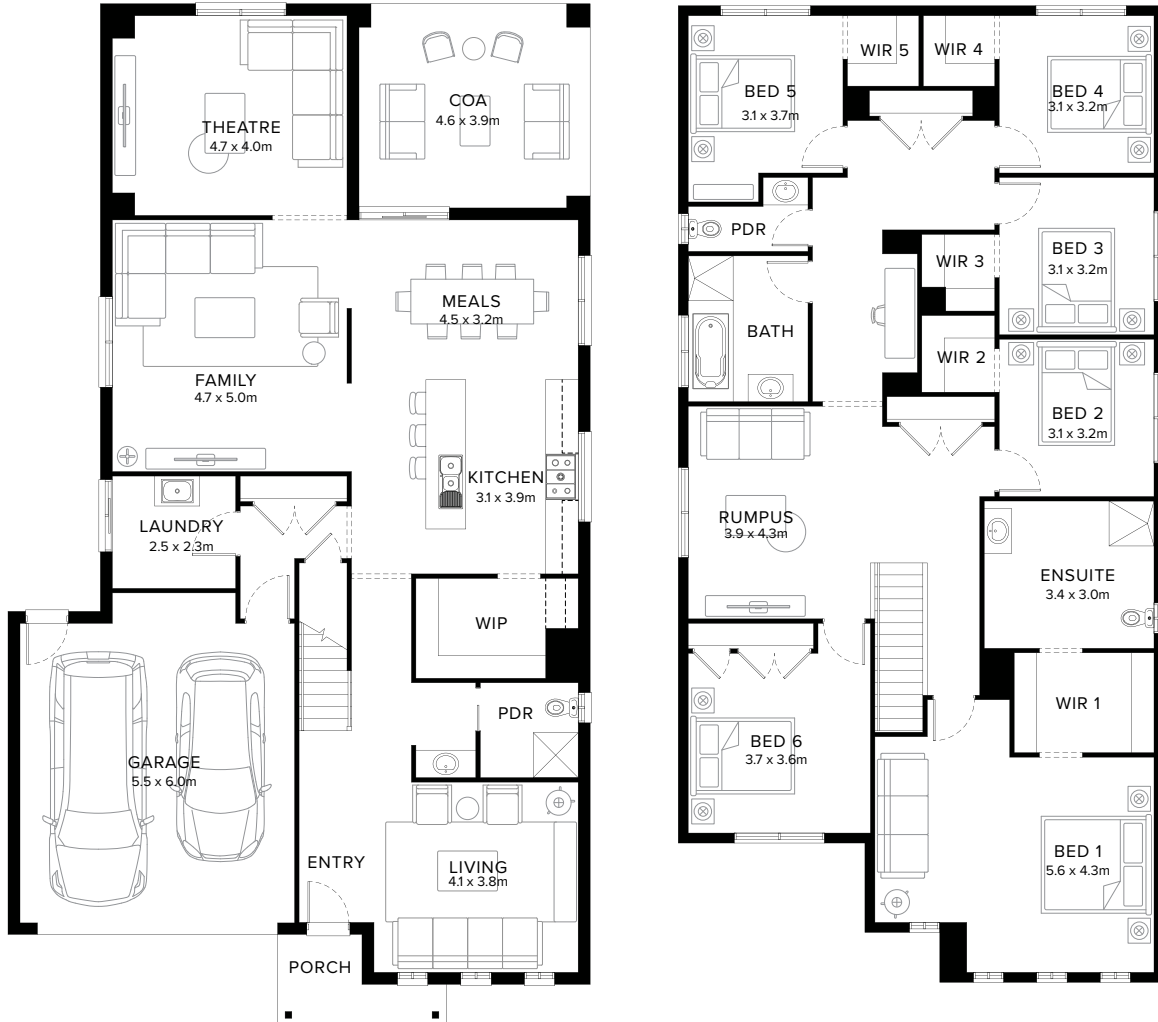 THEATRE
4.7 x 4.0m
COA
4.6 x 3.9m
MEALS
4.5 x 3.2m
FAMILY
4.7 x 5.0m
KITCHEN
3.1 x 3.9m
LAUNDRY
2.5 x 2.3m
WIP
PDR
GARAGE
5.5 x 6.0m
ENTRY
LIVING
4.1 x 3.8m
PORCH
WIR 5
WIR 4
BED 5
3.1 x 3.7m
BED 4
3.1 x 3.2m
PDR
BED 3
3.1 x 3.2m
WIR 3
BATH
WIR 2
BED 2
3.1 x 3.2m
RUMPUS
3.9 x 4.3m
ENSUITE
3.4 x 3.0m
WIR 1
BED 6
3.7 x 3.6m
BED 1
5.6 x 4.3m